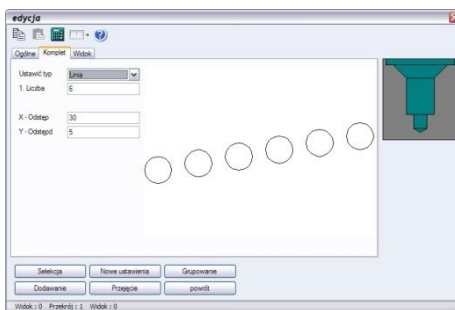 edycja
Ogólne Komplet Widok
Ustawić typ Linia
1. Liczba 6
X - Odstęp 30
Y - Odstępd 5
Selekcja Nowe ustawienia Grupowanie
Dodawanie Przejęcie powrót
Widok : 0 Przekrój : 1 Widok : 0